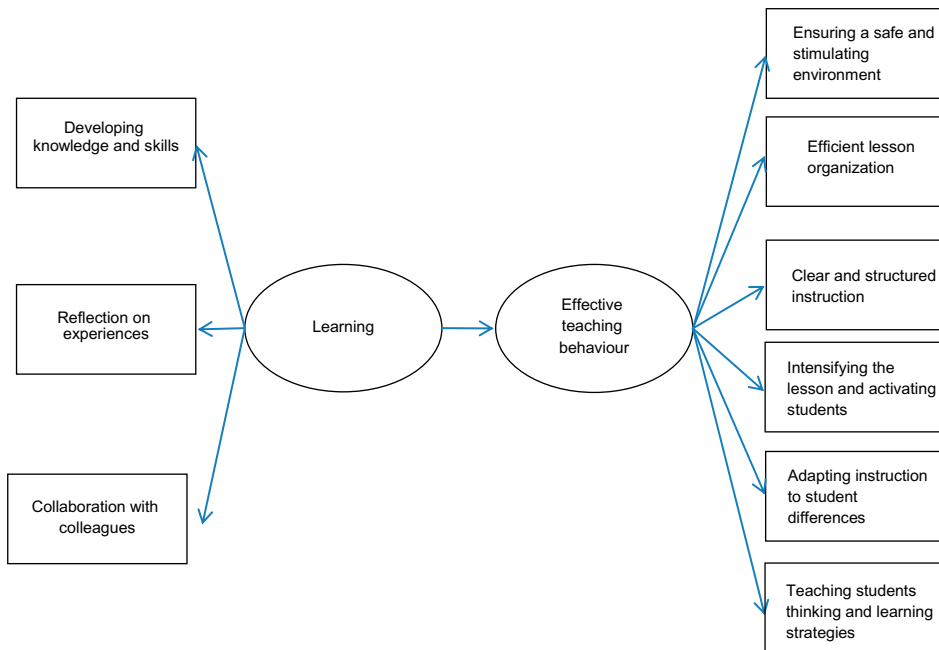 Developing
knowledge and skills
Reflection on
experiences
Collaboration with
colleagues
Learning
Effective
teaching
behaviour
Ensuring a safe and
stimulating
environment
Efficient lesson
organization
Clear and structured
instruction
Intensifying the
lesson and activating
students
Adapting instruction
to student
differences
Teaching students
thinking and learning
strategies